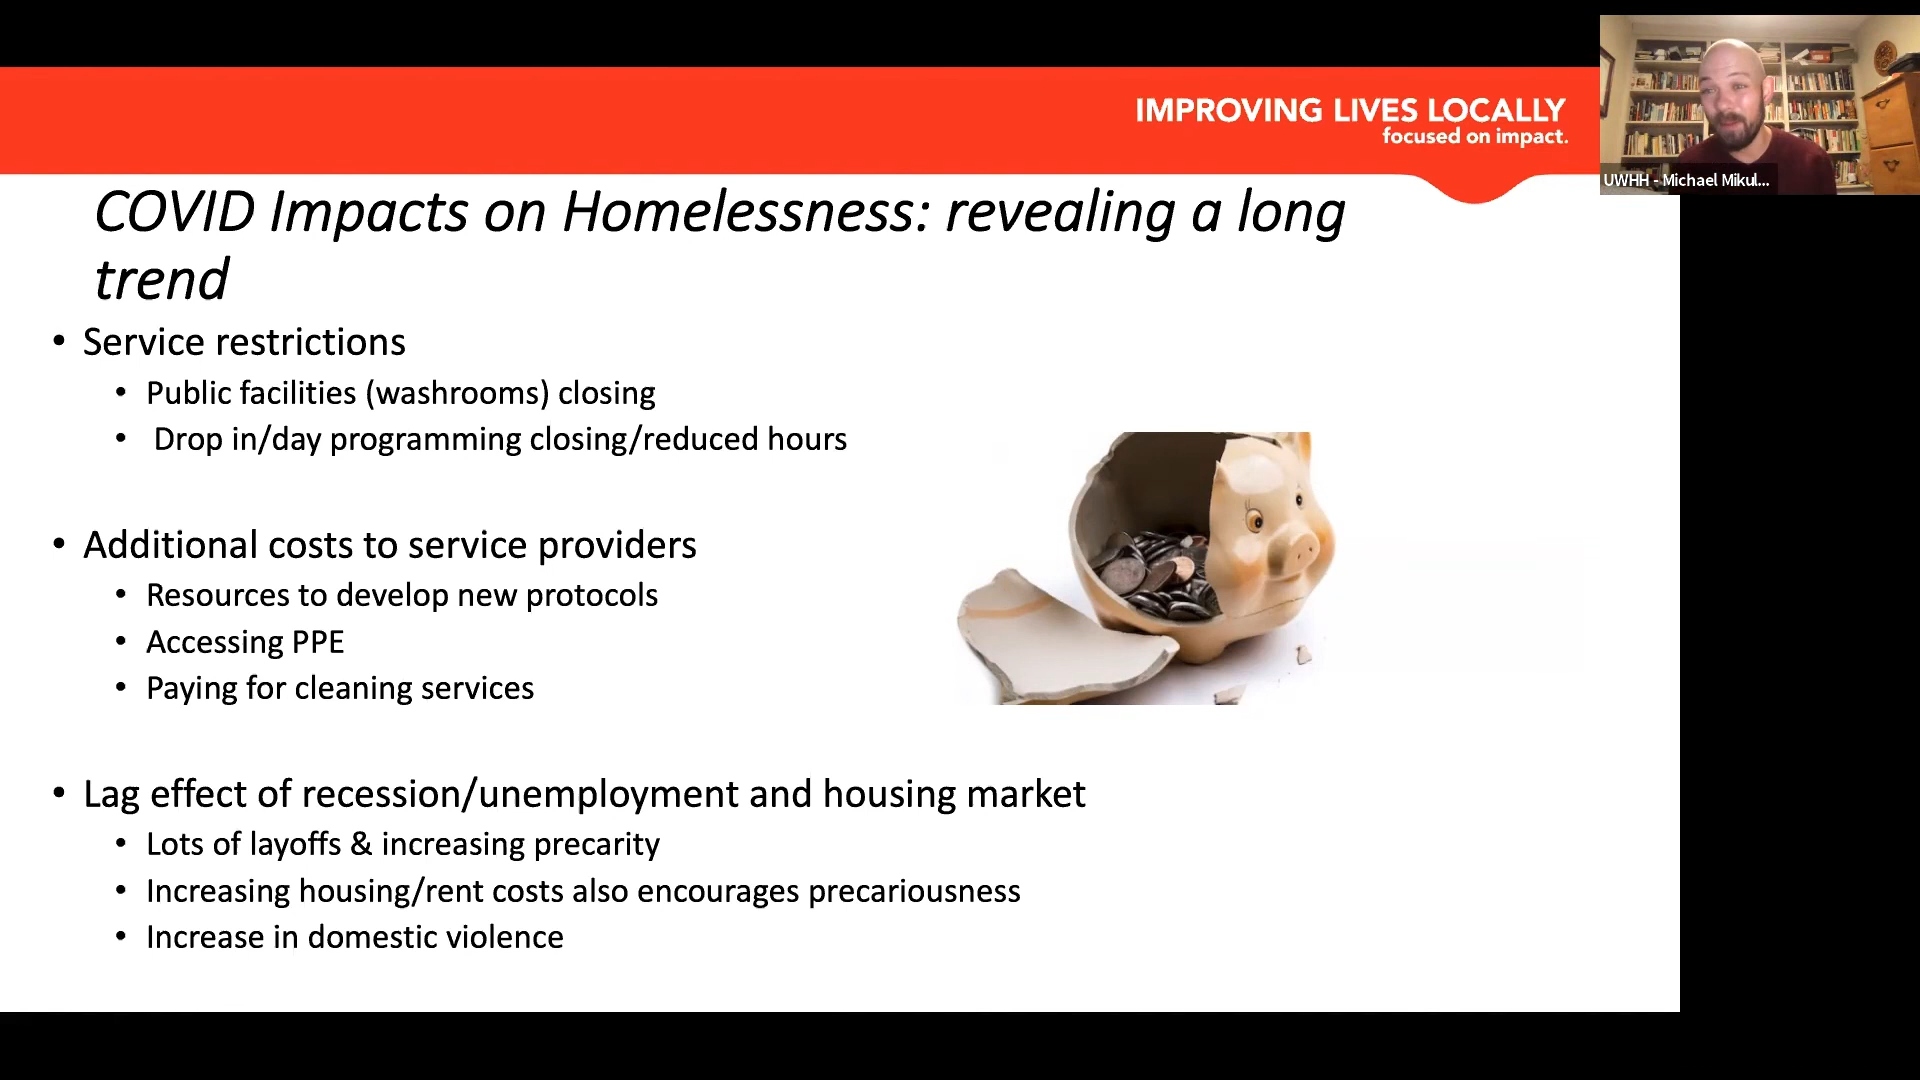 IMPROVING LIVES LOCALLY
focused on impact.
UWHH - Michael Mikul...
COVID Impacts on Homelessness: revealing a long
trend
• Service restrictions
• Public facilities (washrooms) closing
• Drop in/day programming closing/reduced hours
• Additional costs to service providers
• Resources to develop new protocols
• Accessing PPE
• Paying for cleaning services
• Lag effect of recession/unemployment and housing market
• Lots of layoffs & increasing precarity
• Increasing housing/rent costs also encourages precariousness
• Increase in domestic violence